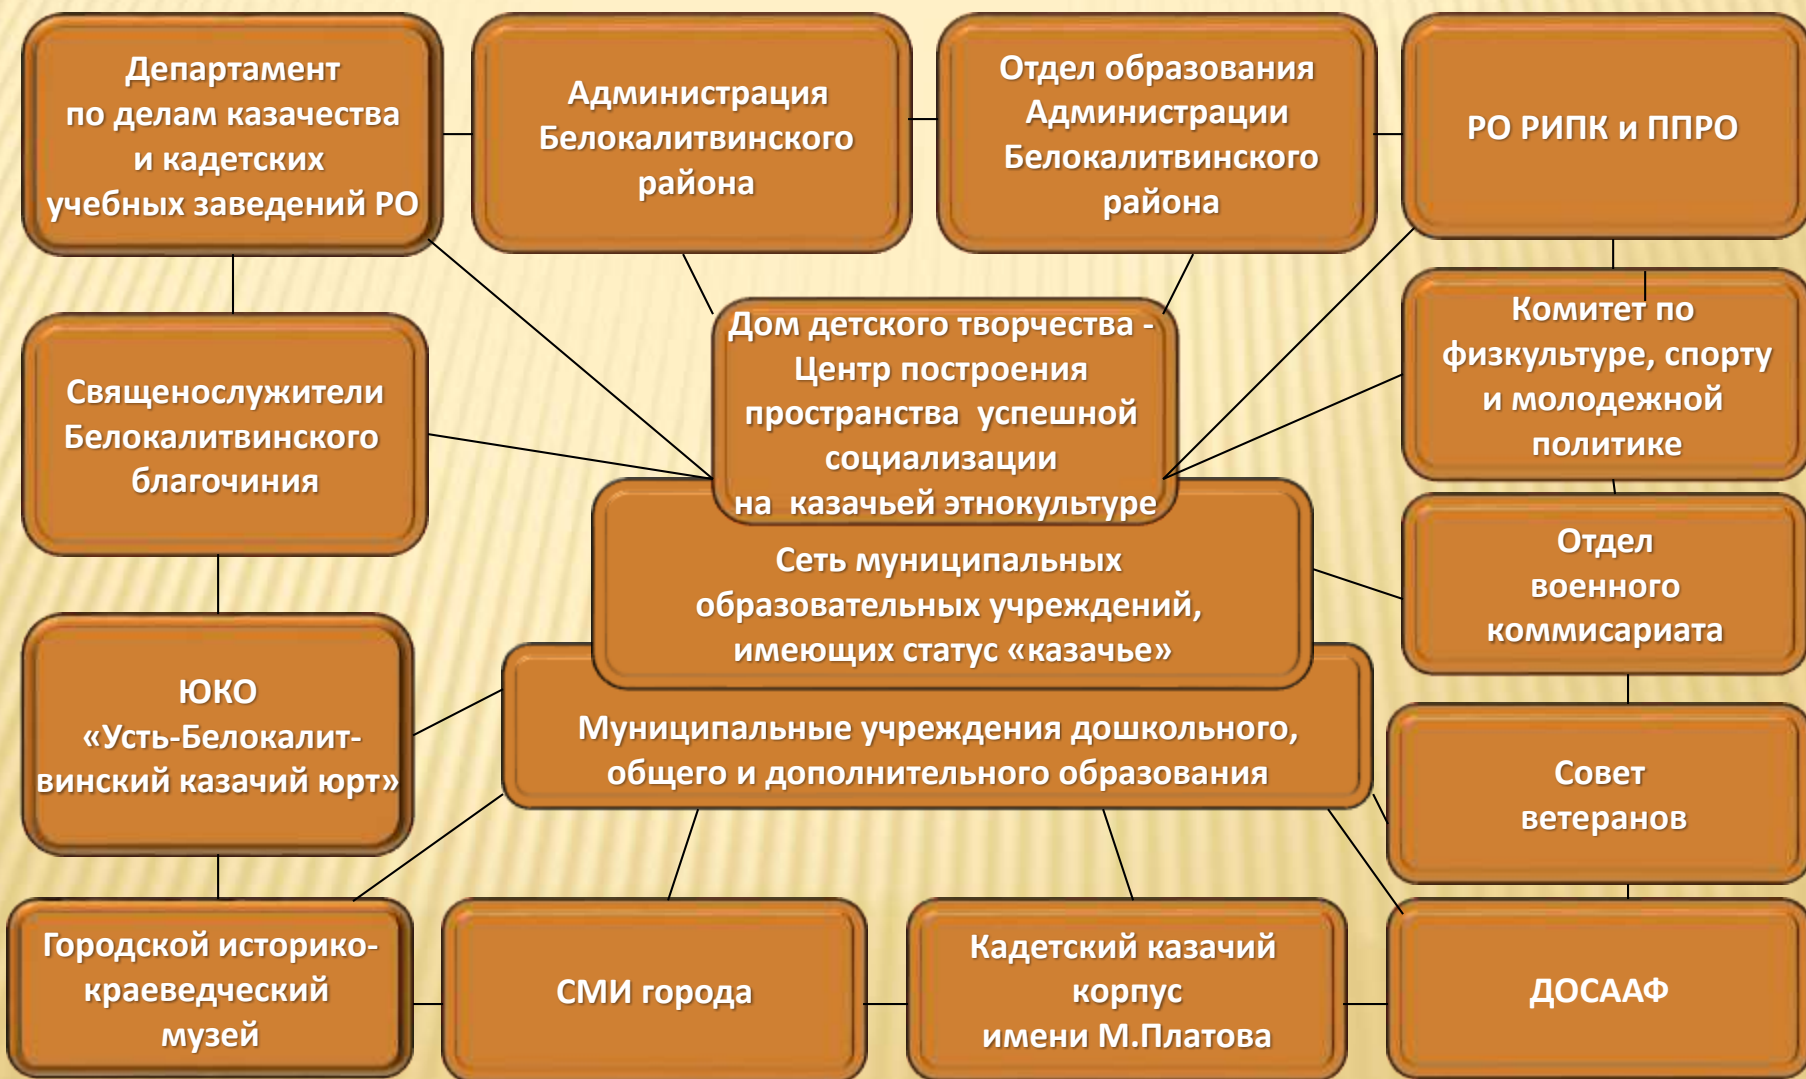 Департамент
по делам казачества
и кадетских
учебных заведений РО
Администрация
Белокалитвинского
района
Отдел образования
Администрации
Белокалитвинского
района
РО РИПК и ППРО
Дом детского творчества -
Центр построения
пространства успешной
социализации
на казачьей этнокультуре
Комитет по
физкультуре, спорту
и молодежной
политике
Священослужители
Белокалитвинского
благочиния
Сеть муниципальных
образовательных учреждений,
имеющих статус «казачье»
Отдел
военного
коммисариата
ЮКО
«Усть-Белокалит-
винский казачий юрт»
Муниципальные учреждения дошкольного,
общего и дополнительного образования
Совет
ветеранов
Городской историко-
краеведческий
музей
СМИ города
Кадетский казачий
корпус
имени М.Платова
ДОСААФ